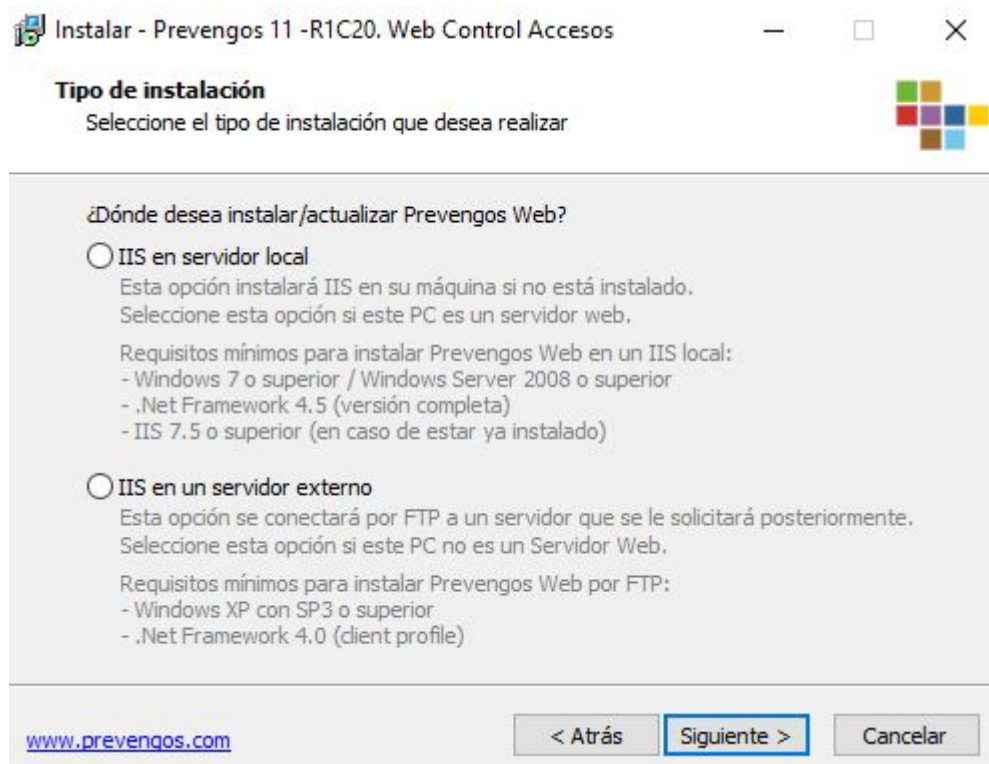 Instalar - Prevengos 11 -R1C20. Web Control Accesos
Tipo de instalación
Seleccione el tipo de instalación que desea realizar
¿Dónde desea instalar/actualizar Prevengos Web?
IIS en servidor local
Esta opción instalará IIS en su máquina si no está instalado.
Seleccione esta opción si este PC es un servidor web.
Requisitos mínimos para instalar Prevengos Web en un IIS local:
- Windows 7 o superior / Windows Server 2008 o superior
- .Net Framework 4.5 (versión completa)
- IIS 7.5 o superior (en caso de estar ya instalado)
IIS en un servidor externo
Esta opción se conectará por FTP a un servidor que se le solicitará posteriormente.
Seleccione esta opción si este PC no es un Servidor Web.
Requisitos mínimos para instalar Prevengos Web por FTP:
- Windows XP con SP3 o superior
- .Net Framework 4.0 (client profile)
www.prevengos.com
< Atrás
Siguiente >
Cancelar